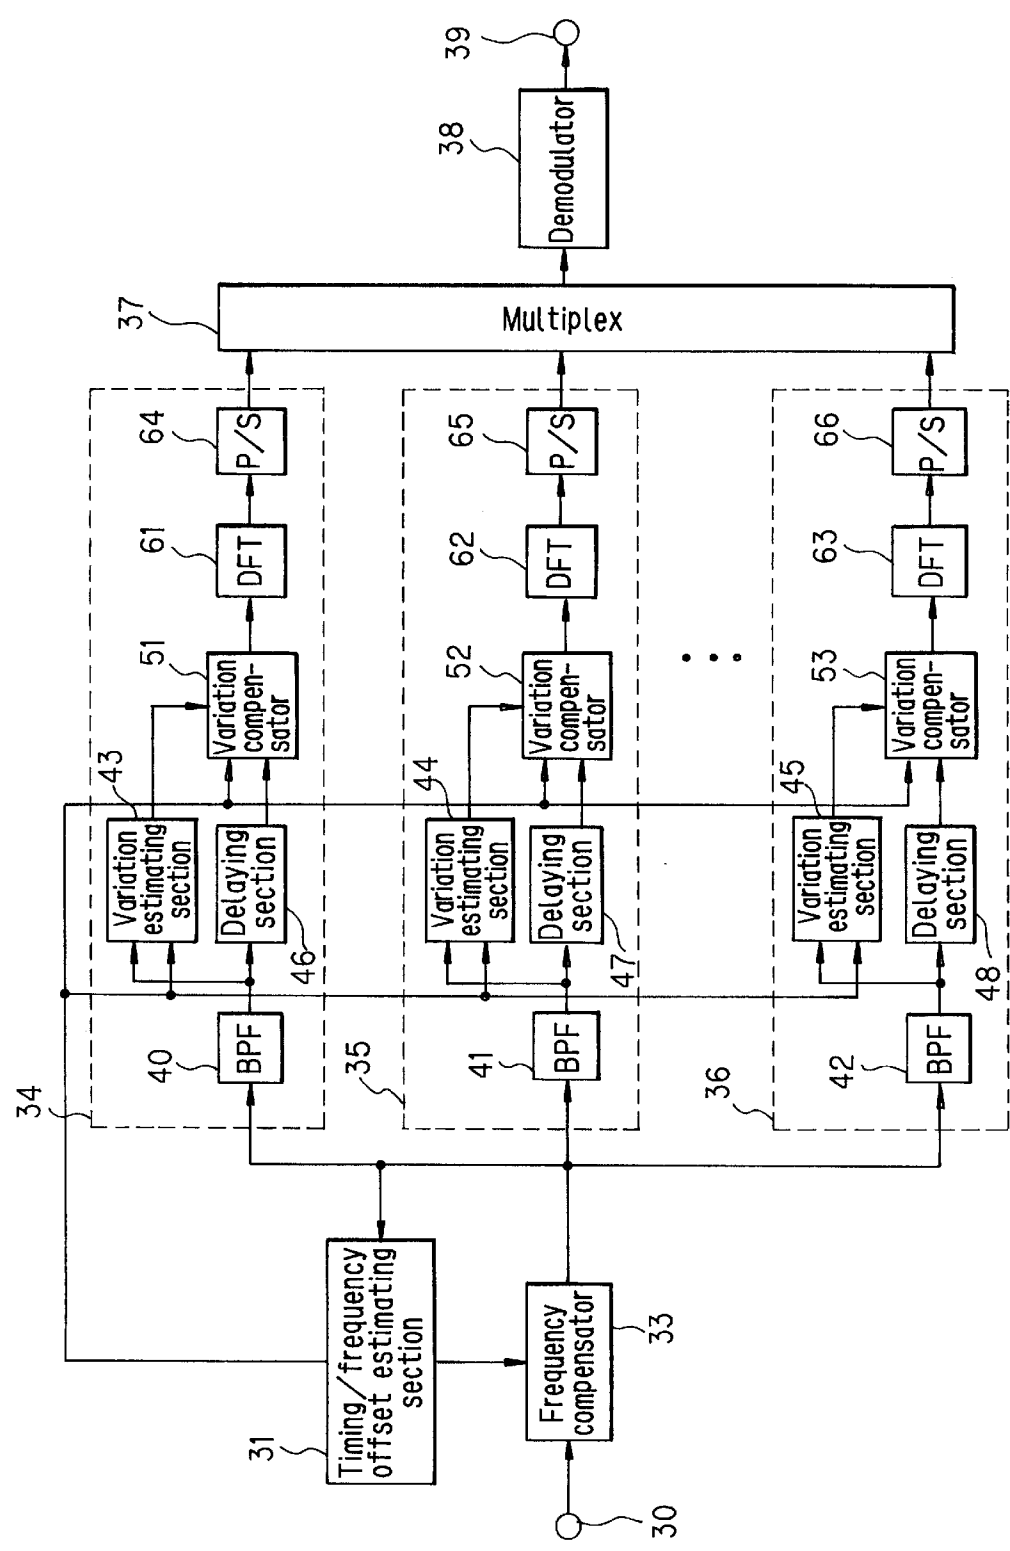 30
31
Timing/frequency
offset estimating
section
Frequency
compensator
33
34
40
BPF
43
Variation
estimating
section
Delaying
section
46
51
Variation
compen-
sator
61
DFT
64
P/S
35
41
BPF
44
Variation
estimating
section
Delaying
section
47
52
Variation
compen-
sator
62
DFT
65
P/S
36
42
BPF
45
Variation
estimating
section
Delaying
section
48
53
Variation
compen-
sator
63
DFT
66
P/S
37
Multiplex
38
Demodulator
39